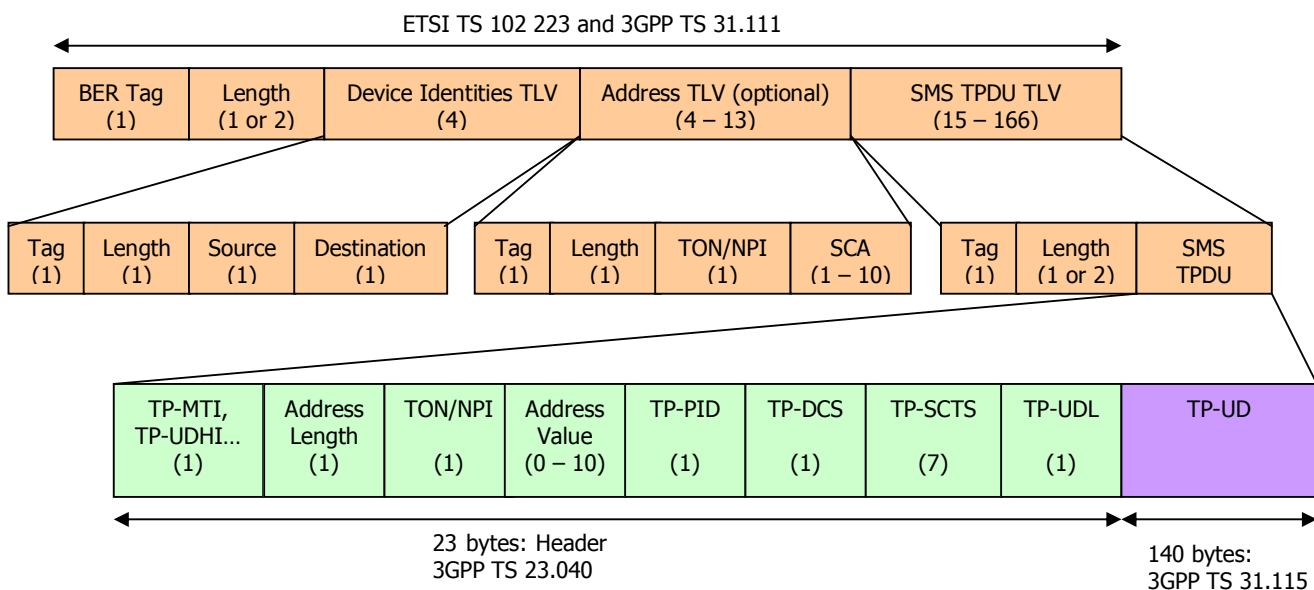 ETSI TS 102 223 and 3GPP TS 31.111
BER Tag
(1)
Length
(1 or 2)
Device Identities TLV
(4)
Address TLV (optional)
(4 – 13)
SMS TPDU TLV
(15 – 166)
Tag
(1)
Length
(1)
Source
(1)
Destination
(1)
Tag
(1)
Length
(1)
TON/NPI
(1)
SCA
(1 – 10)
Tag
(1)
Length
(1 or 2)
SMS
TPDU
TP-MTI,
TP-UDHI...
(1)
Address
Length
(1)
TON/NPI
(1)
Address
Value
(0 – 10)
TP-PID
(1)
TP-DCS
(1)
TP-SCTS
(7)
TP-UDL
(1)
TP-UD
23 bytes: Header
3GPP TS 23.040
140 bytes:
3GPP TS 31.115